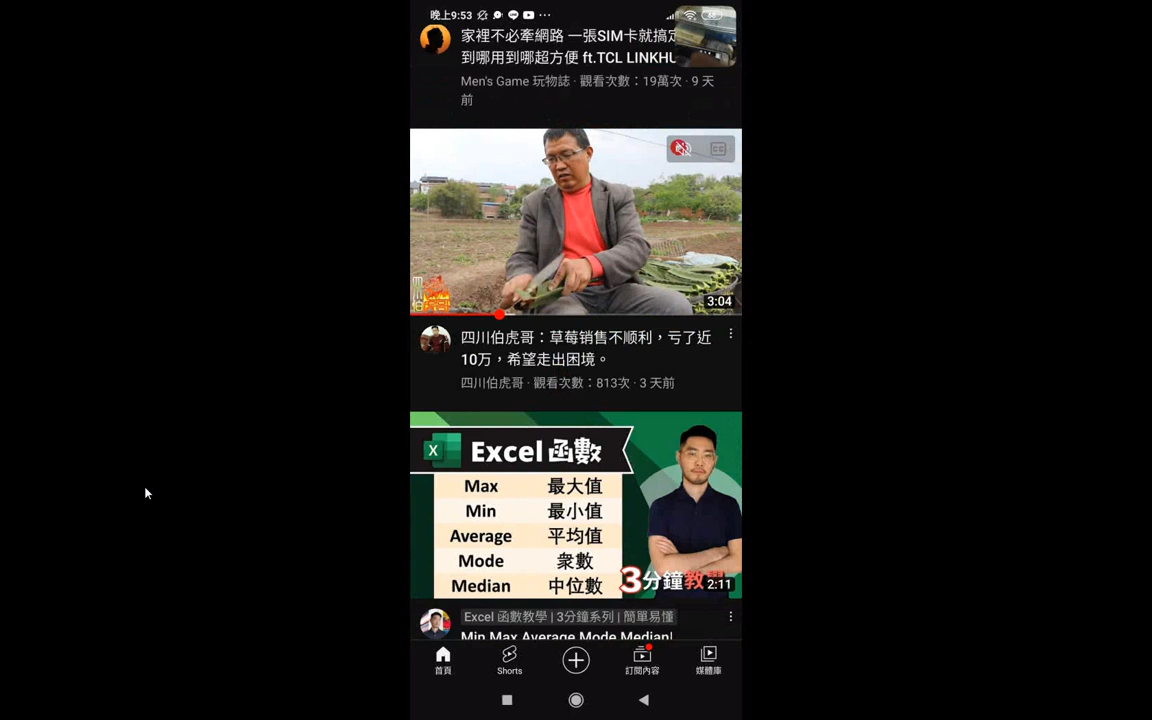 晚上9:53
家裡不必牽網路 一張SIM卡就搞定
到哪用到哪超方便 ft.TCL LINKHU
Men's Game 玩物誌 · 觀看次數：19萬次 · 9 天
前
CC
3:04
四川伯虎哥：草莓销售不顺利，亏了近
10万，希望走出困境。
四川伯虎哥 · 觀看次數：813次 · 3 天前
X Excel 函數
Max 最大值
Min 最小值
Average 平均值
Mode 衆數
Median 中位數
3分鐘教
2:11
Excel 函數教學 | 3分鐘系列 | 簡單易懂
Min Max Average Mode Median|
首頁 Shorts 訂閱內容 媒體庫